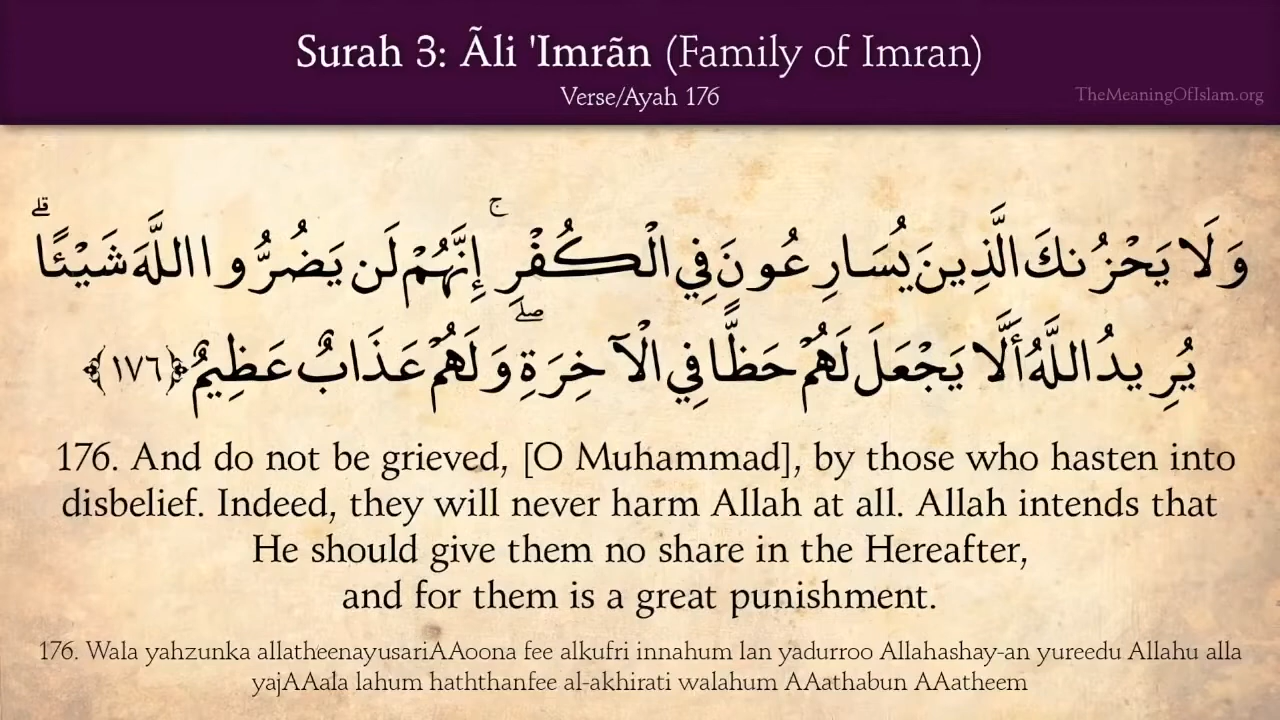 Surah 3: Ãli 'Imrãn (Family of Imran)
Verse/Ayah 176
TheMeaningOfIslam.org
وَلَا يَحْزُنكَ الَّذِينَ يُسَارِعُونَ فِي الْكُفْرِ ۚ إِنَّهُمْ لَن يَضُرُّوا اللَّهَ شَيْئًا ۗ
يُرِيدُ اللَّهُ أَلَّا يَجْعَلَ لَهُمْ حَظًّا فِي الْآخِرَةِ ۖ وَلَهُمْ عَذَابٌ عَظِيمٌ ﴿١٧٦﴾
176. And do not be grieved, [O Muhammad], by those who hasten into
disbelief. Indeed, they will never harm Allah at all. Allah intends that
He should give them no share in the Hereafter,
and for them is a great punishment.
176. Wala yahzunka allatheenayusariAAoona fee alkufri innahum lan yadurroo Allahashay-an yureedu Allahu alla
yajAAala lahum haththanfee al-akhirati walahum AAathabun AAatheem